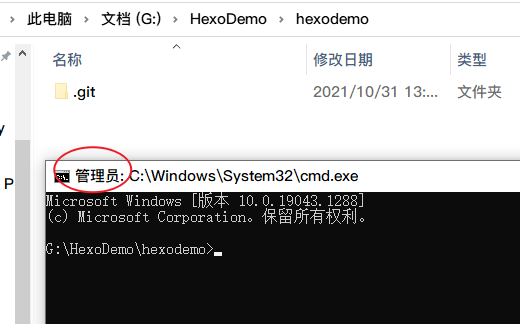 此电脑 > 文档 (G:) > HexoDemo > hexodemo
名称 修改日期 类型
.git 2021/10/31 13:... 文件夹
y
P
管理员: C:\Windows\System32\cmd.exe
Microsoft Windows [版本 10.0.19043.1288]
(c) Microsoft Corporation。保留所有权利。
G:\HexoDemo\hexodemo>